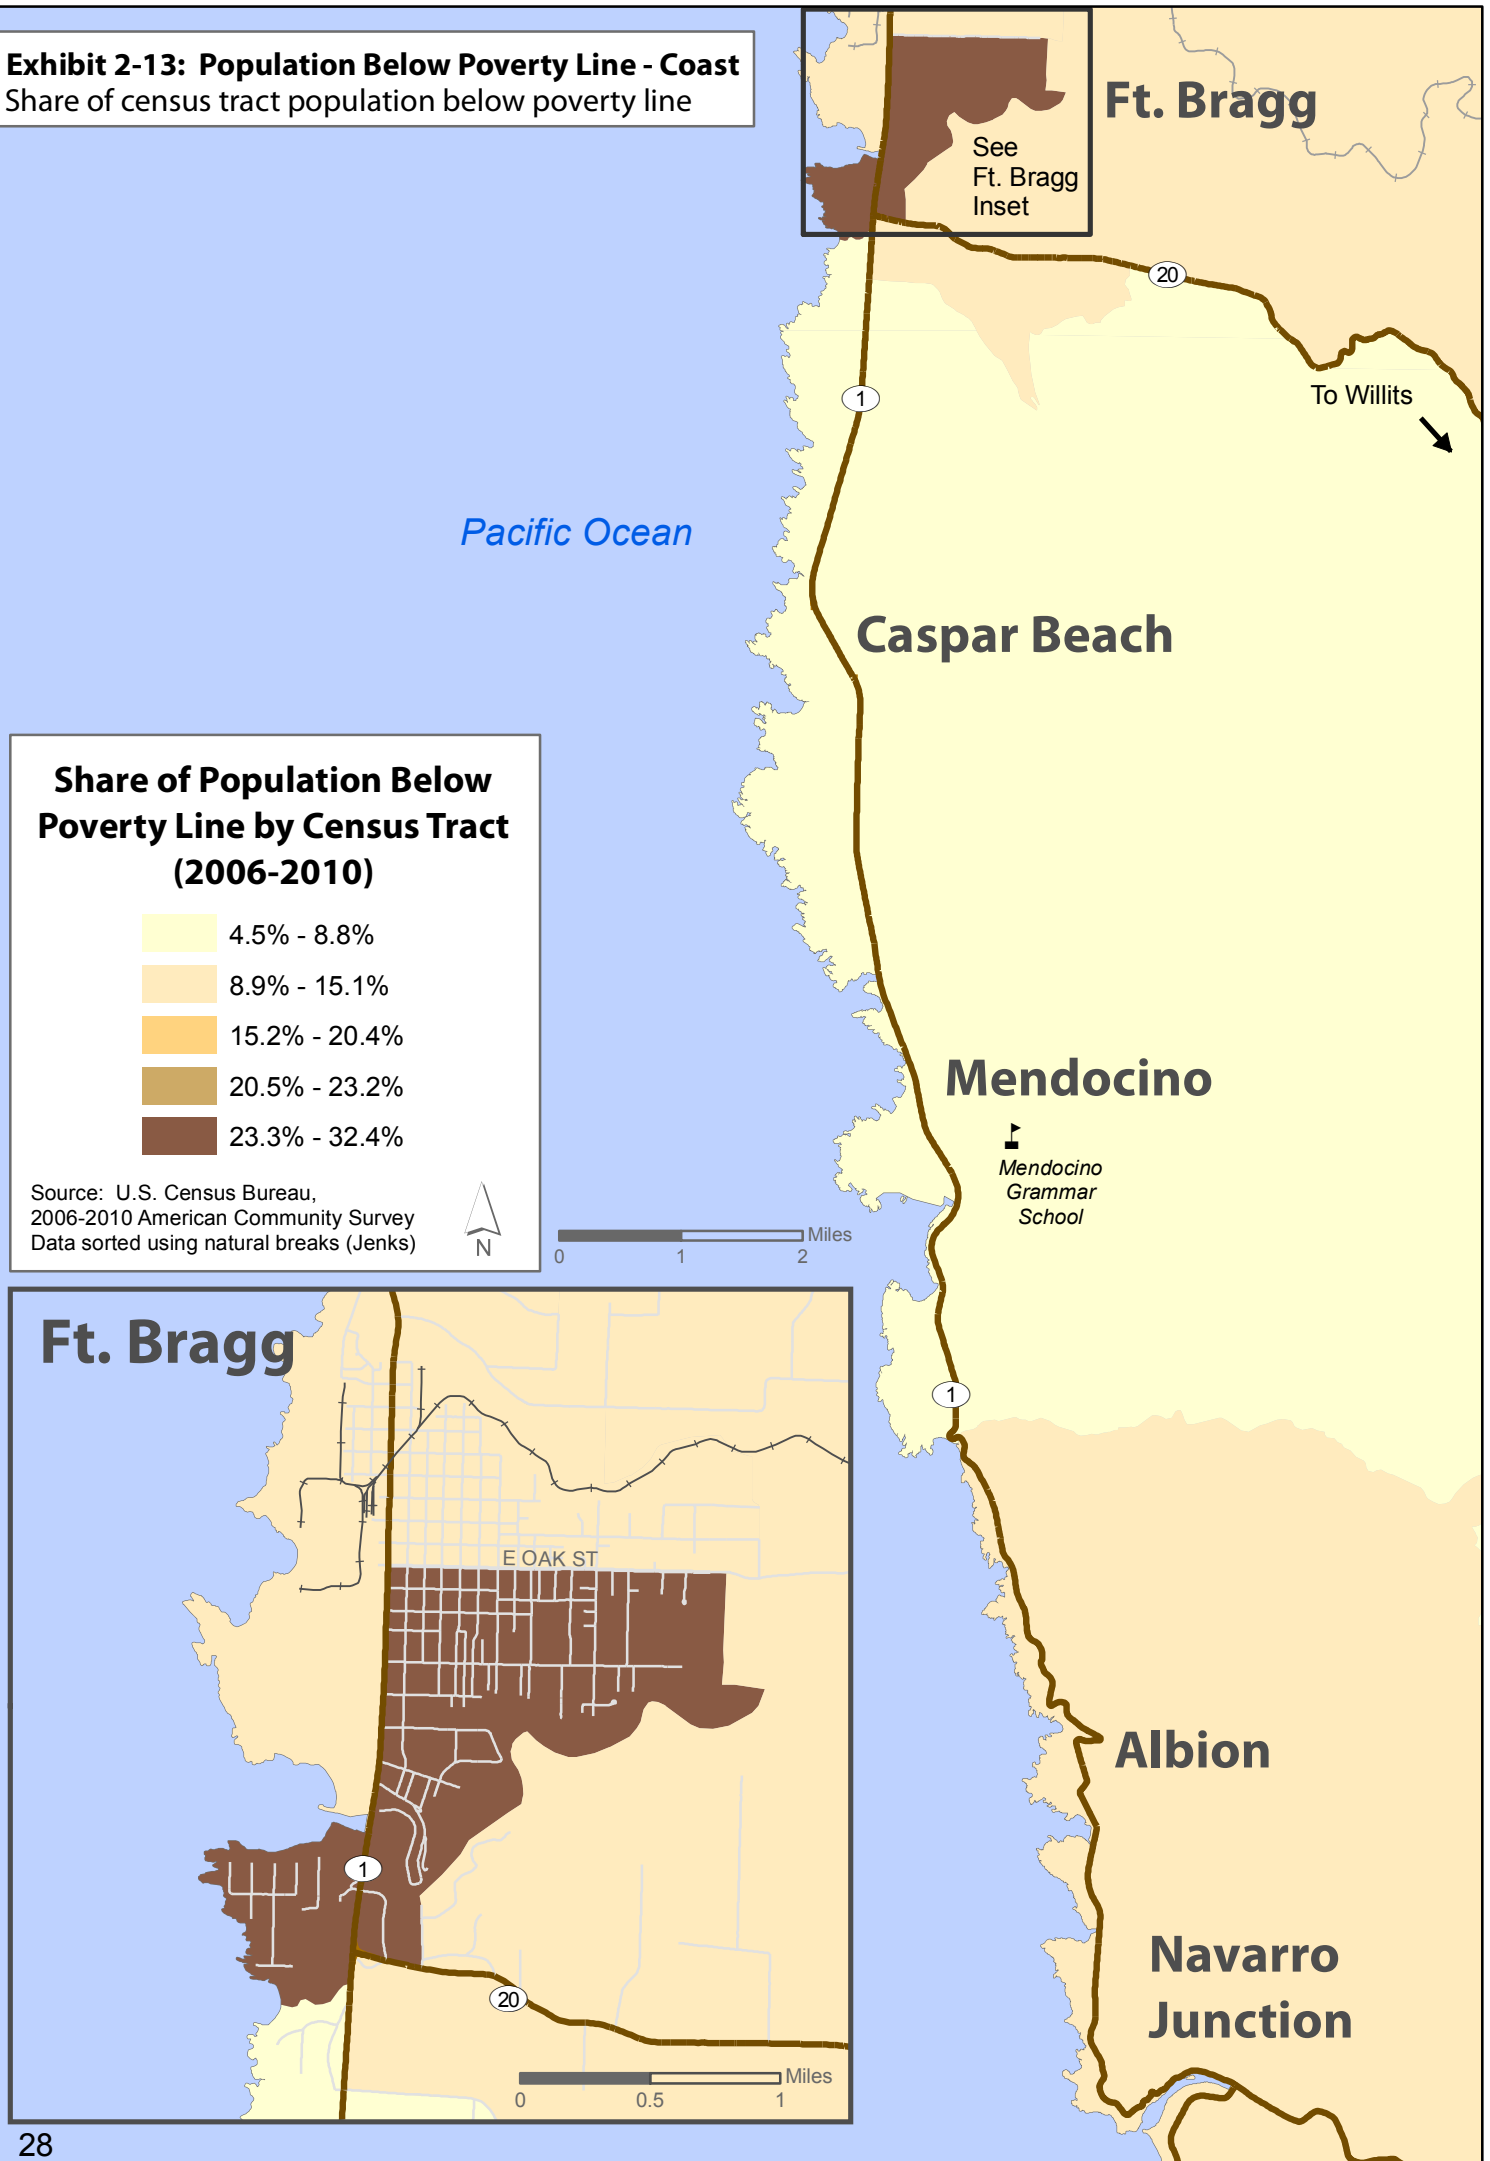 Exhibit 2-13: Population Below Poverty Line - Coast
Share of census tract population below poverty line
Ft. Bragg
See
Ft. Bragg
Inset
20
To Willits
1
Pacific Ocean
Caspar Beach
Share of Population Below
Poverty Line by Census Tract
(2006-2010)
4.5% - 8.8%
8.9% - 15.1%
15.2% - 20.4%
20.5% - 23.2%
23.3% - 32.4%
Source: U.S. Census Bureau,
2006-2010 American Community Survey
Data sorted using natural breaks (Jenks)
N
Miles
0 1 2
Mendocino
Mendocino
Grammar
School
1
Ft. Bragg
E OAK ST
1
20
Miles
0 0.5 1
Albion
Navarro
Junction
28